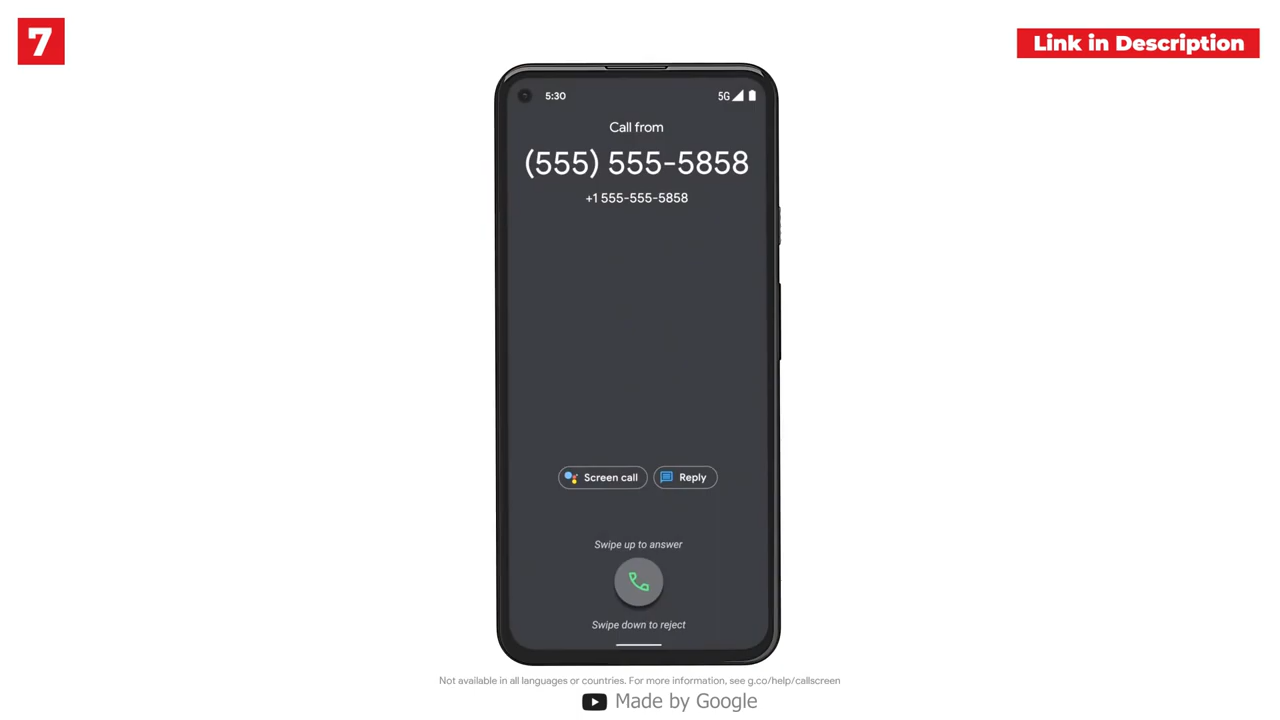 7
Link in Description
5:30
5G
Call from
(555) 555-5858
+1 555-555-5858
Screen call
Reply
Swipe up to answer
Swipe down to reject
Not available in all languages or countries. For more information, see g.co/help/callscreen
Made by Google